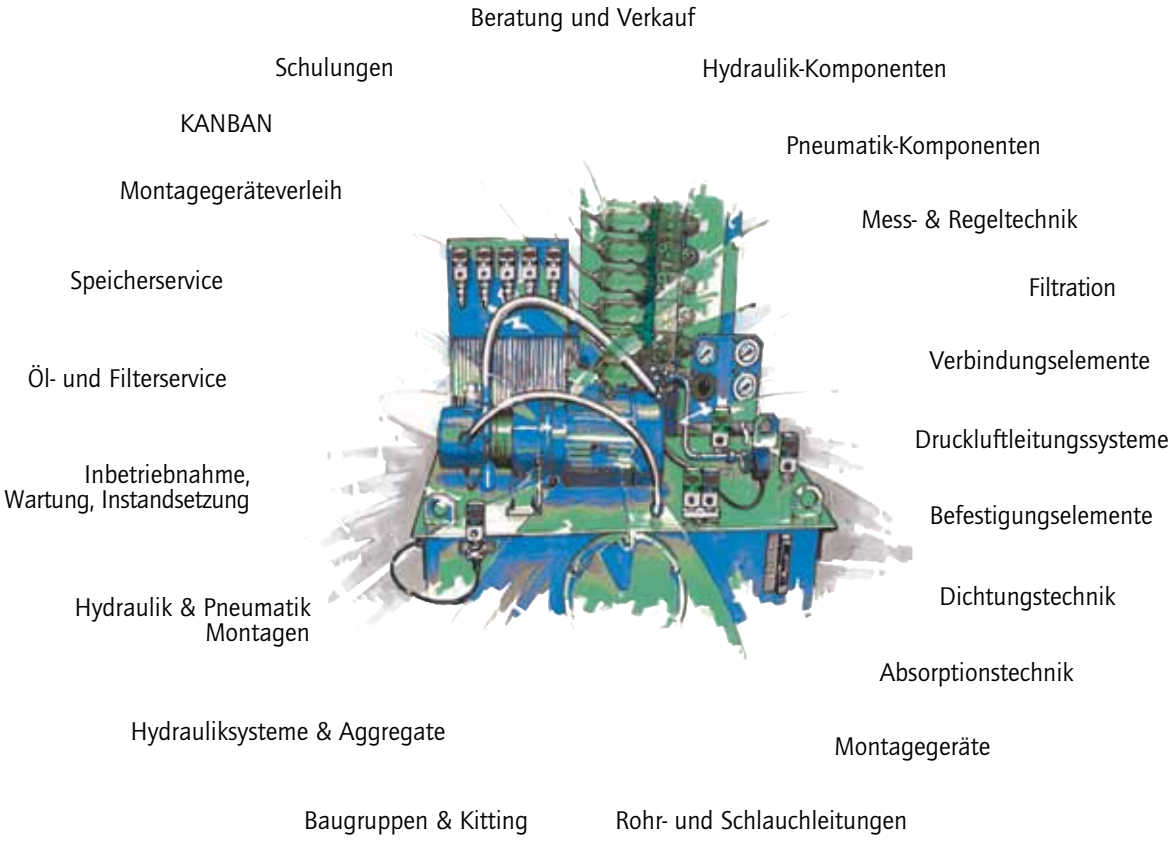 Beratung und Verkauf
Schulungen
Hydraulik-Komponenten
KANBAN
Pneumatik-Komponenten
Montagegeräteverleih
Mess- & Regeltechnik
Speicherservice
Filtration
Öl- und Filterservice
Verbindungselemente
Druckluftleitungssysteme
Inbetriebnahme,
Wartung, Instandsetzung
Befestigungselemente
Hydraulik & Pneumatik
Montagen
Dichtungstechnik
Absorptionstechnik
Hydrauliksysteme & Aggregate
Montagegeräte
Baugruppen & Kitting
Rohr- und Schlauchleitungen